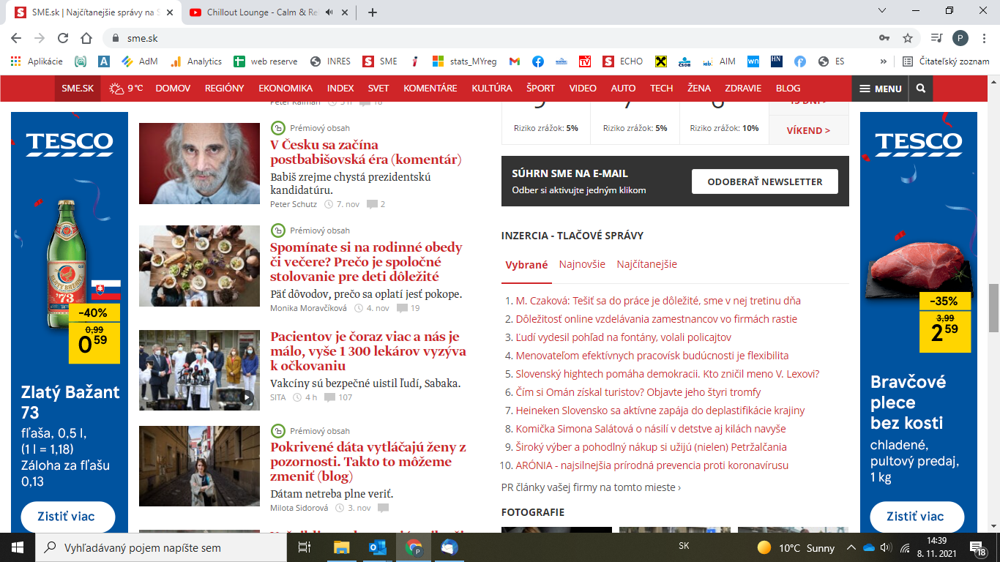 SME.sk | Najčítanejšie správy na S
Chillout Lounge - Calm & Re
sme.sk
P
Aplikácie
AdM
Analytics
web reserve
INRES
SME
stats_MYreg
ECHO
AIM
ES
Čitateľský zoznam
SME.SK
9 °C
DOMOV
REGIÓNY
EKONOMIKA
INDEX
SVET
KOMENTÁRE
KULTÚRA
ŠPORT
VIDEO
AUTO
TECH
ŽENA
ZDRAVIE
BLOG
MENU
TESCO
-40%
0,99
0 59
Zlatý Bažant
73
fľaša, 0,5 l,
(1 l = 1,18)
Záloha za fľašu
0,13
Zistiť viac
Prémiový obsah
V Česku sa začína
postbabišovská éra (komentár)
Babiš zrejme chystá prezidentskú
kandidatúru.
Peter Schutz 7. nov 2
Prémiový obsah
Spomínate si na rodinné obedy
či večere? Prečo je spoločné
stolovanie pre deti dôležité
Päť dôvodov, prečo sa oplatí jesť pokope.
Monika Moravčíková 4. nov 19
Pacientov je čoraz viac a nás je
málo, vyše 1 300 lekárov vyzýva
k očkovaniu
Vakcíny sú bezpečné uistil ľudí, Sabaka.
SITA 4 h 107
Prémiový obsah
Pokrivené dáta vytláčajú ženy z
pozornosti. Takto to môžeme
zmeniť (blog)
Dátam netreba plne veriť.
Milota Sidorová 3. nov
Riziko zrážok: 5%
Riziko zrážok: 5%
Riziko zrážok: 10%
15 DNÍ >
VÍKEND >
SÚHRN SME NA E-MAIL
Odber si aktivujte jedným klikom
ODOBERAŤ NEWSLETTER
INZERCIA - TLAČOVÉ SPRÁVY
Vybrané Najnovšie Najčítanejšie
1. M. Czaková: Tešiť sa do práce je dôležité, sme v nej tretinu dňa
2. Dôležitosť online vzdelávania zamestnancov vo firmách rastie
3. Ľudí vydesil pohľad na fontány, volali policajtov
4. Menovateľom efektívnych pracovísk budúcnosti je flexibilita
5. Slovenský hightech pomáha demokracii. Kto zničil meno V. Lexovi?
6. Čím si Omán získal turistov? Objavte jeho štyri tromfy
7. Heineken Slovensko sa aktívne zapája do deplastifikácie krajiny
8. Komička Simona Salátová o násilí v detstve aj kilách navyše
9. Široký výber a pohodlný nákup si užijú (nielen) Petržalčania
10. ARÓNIA - najsilnejšia prírodná prevencia proti koronavírusu
PR články vašej firmy na tomto mieste ›
FOTOGRAFIE
TESCO
-35%
3,99
2 59
Bravčové
plece
bez kosti
chladené,
pultový predaj,
1 kg
Zistiť viac
Vyhľadávaný pojem napíšte sem
SK
10°C Sunny
14:39
8. 11. 2021
18